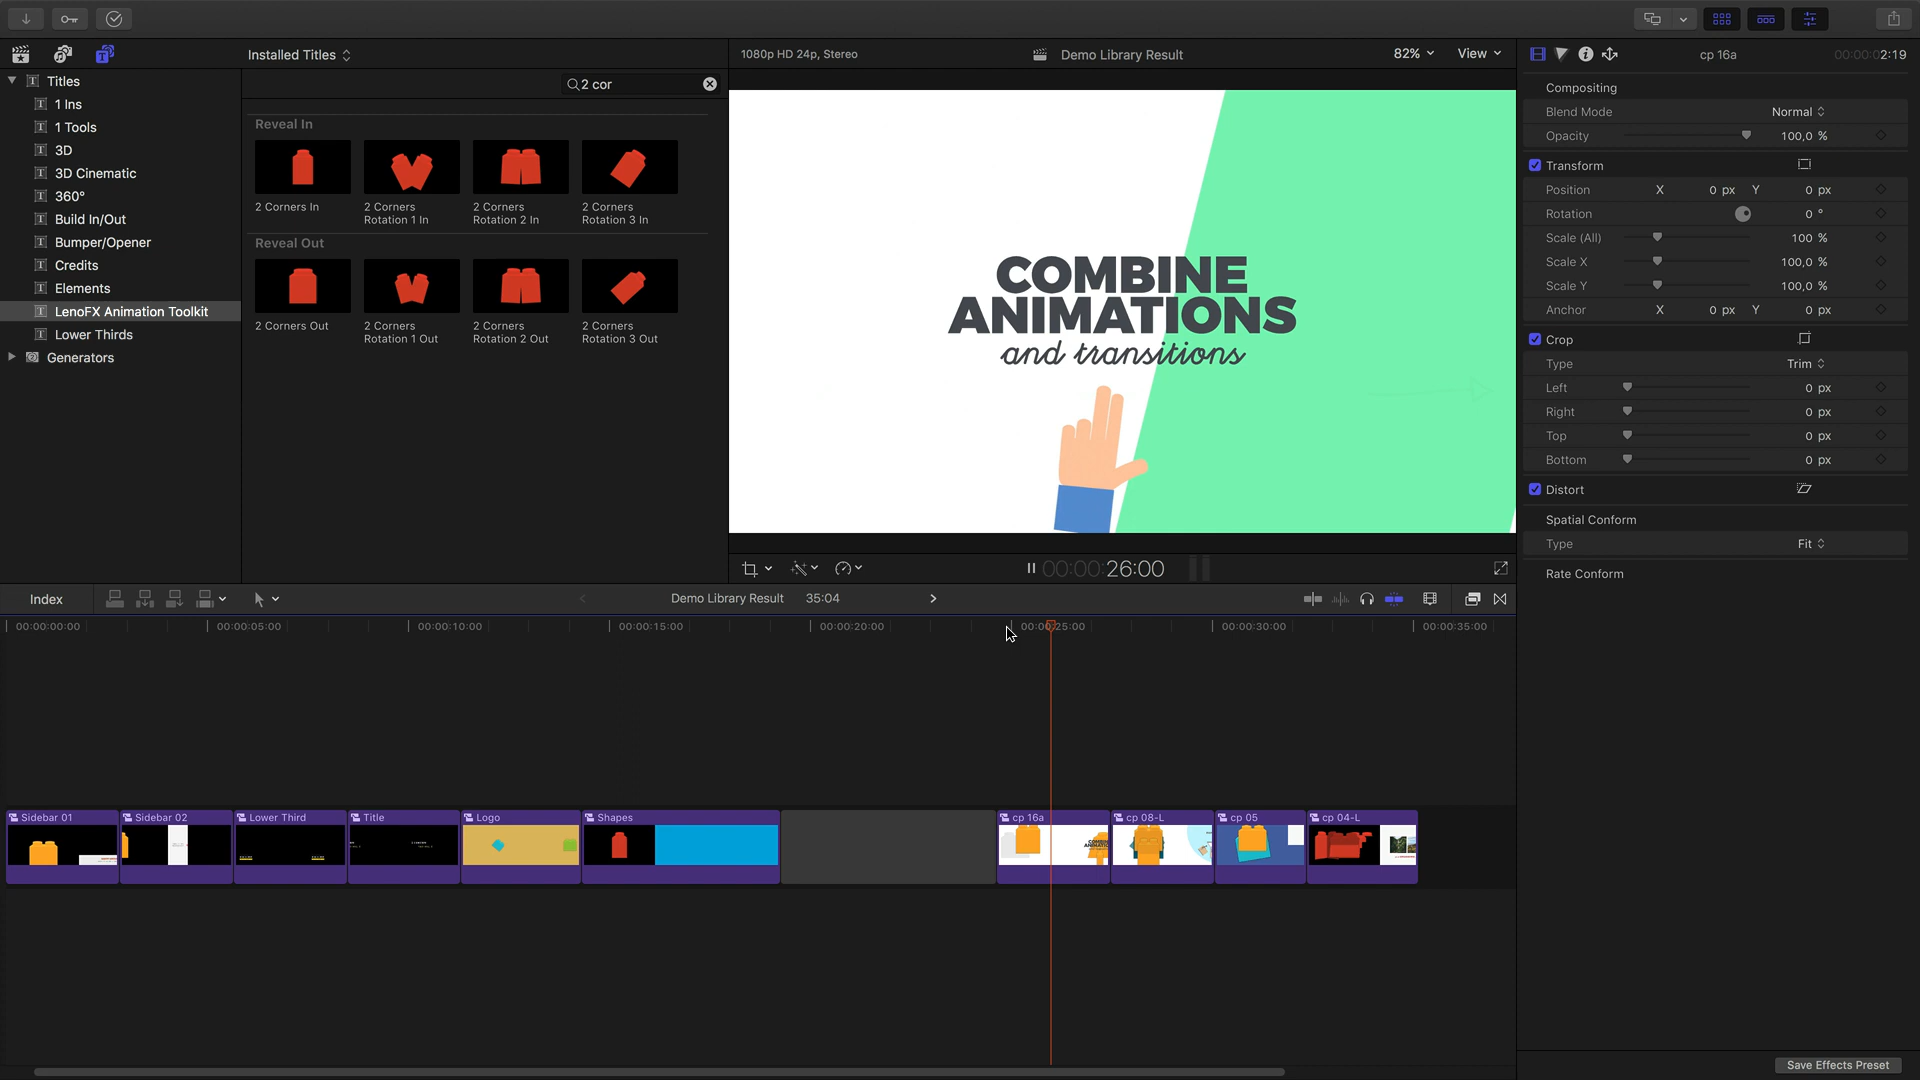 Installed Titles
2 cor
Titles
1 Ins
1 Tools
3D
3D Cinematic
360°
Build In/Out
Bumper/Opener
Credits
Elements
LenoFX Animation Toolkit
Lower Thirds
Generators
Reveal In
2 Corners In
2 Corners Rotation 1 In
2 Corners Rotation 2 In
2 Corners Rotation 3 In
Reveal Out
2 Corners Out
2 Corners Rotation 1 Out
2 Corners Rotation 2 Out
2 Corners Rotation 3 Out
1080p HD 24p, Stereo
Demo Library Result
82%
View
COMBINE
ANIMATIONS
and transitions
00:00:00:26:00
cp 16a
00:00:02:19
Compositing
Blend Mode Normal
Opacity 100,0 %
Transform
Position X 0 px Y 0 px
Rotation 0 °
Scale (All) 100 %
Scale X 100,0 %
Scale Y 100,0 %
Anchor X 0 px Y 0 px
Crop
Type Trim
Left 0 px
Right 0 px
Top 0 px
Bottom 0 px
Distort
Spatial Conform
Type Fit
Rate Conform
Index
Demo Library Result 35:04
00:00:00:00 00:00:05:00 00:00:10:00 00:00:15:00 00:00:20:00 00:00:25:00 00:00:30:00 00:00:35:00
Sidebar 01
Sidebar 02
Lower Third
Title
Logo
Shapes
cp 16a
cp 08-L
cp 05
cp 04-L
Save Effects Preset